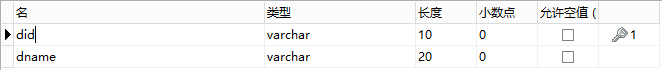 名 类型 长度 小数点 允许空值 (
did varchar 10 0 1
dname varchar 20 0